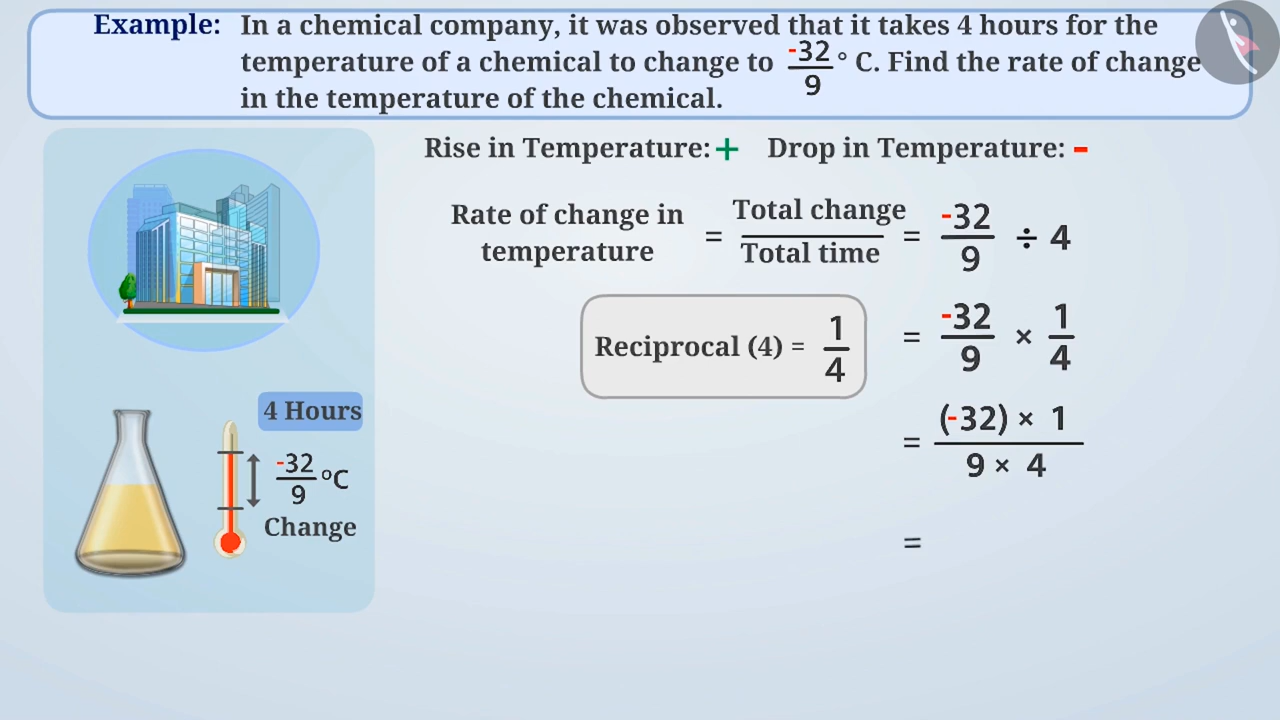 Example: In a chemical company, it was observed that it takes 4 hours for the
temperature of a chemical to change to -32/9 ° C. Find the rate of change
in the temperature of the chemical.
Rise in Temperature: + Drop in Temperature: -
Rate of change in temperature = Total change / Total time = -32/9 ÷ 4
Reciprocal (4) = 1/4
= -32/9 × 1/4
= (-32) × 1 / 9 × 4
=
4 Hours
-32/9 °C
Change